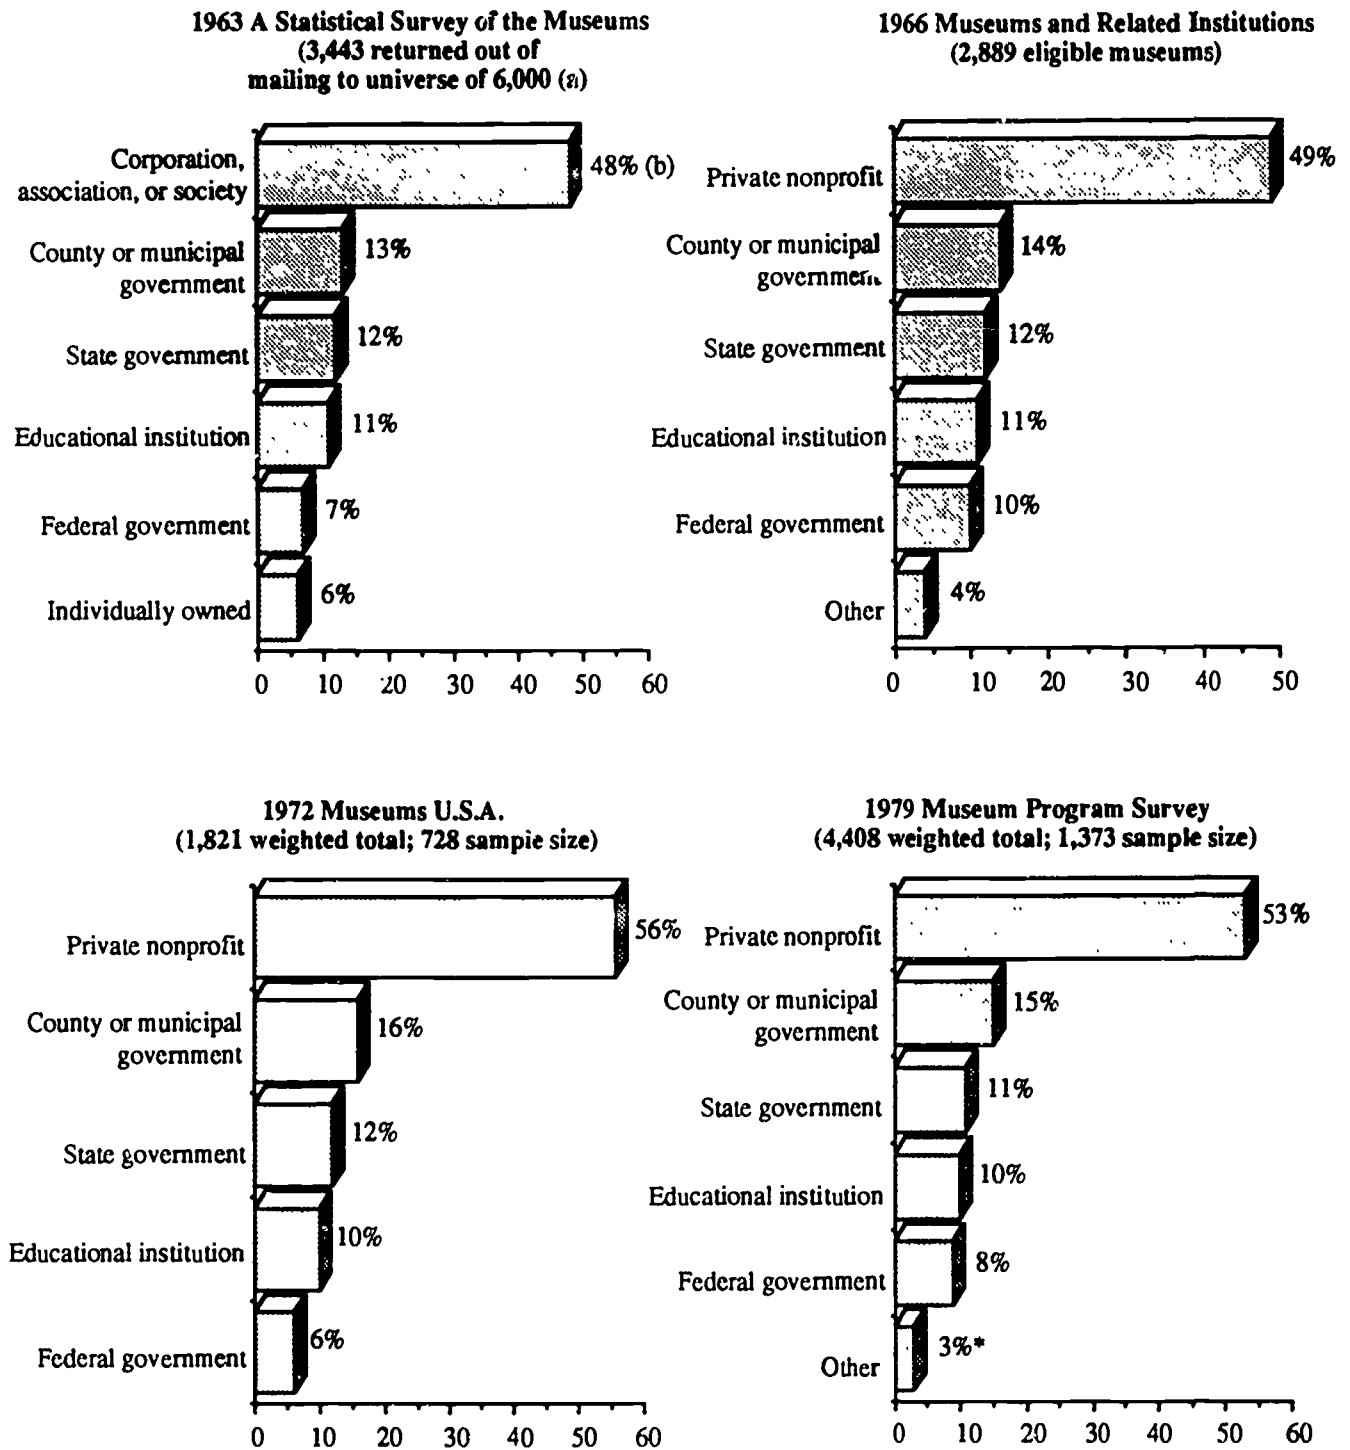 1963 A Statistical Survey of the Museums
(3,443 returned out of
mailing to universe of 6,000 (a)
Corporation,
association, or society
48% (b)
County or municipal
government
13%
State government
12%
Educational institution
11%
Federal government
7%
Individually owned
6%
0 10 20 30 40 50 60
1966 Museums and Related Institutions
(2,889 eligible museums)
Private nonprofit
49%
County or municipal
government
14%
State government
12%
Educational institution
11%
Federal government
10%
Other
4%
0 10 20 30 40 50
1972 Museums U.S.A.
(1,821 weighted total; 728 sample size)
Private nonprofit
56%
County or municipal
government
16%
State government
12%
Educational institution
10%
Federal government
6%
0 10 20 30 40 50 60
1979 Museum Program Survey
(4,408 weighted total; 1,373 sample size)
Private nonprofit
53%
County or municipal
government
15%
State government
11%
Educational institution
10%
Federal government
8%
Other
3%*
0 10 20 30 40 50 60